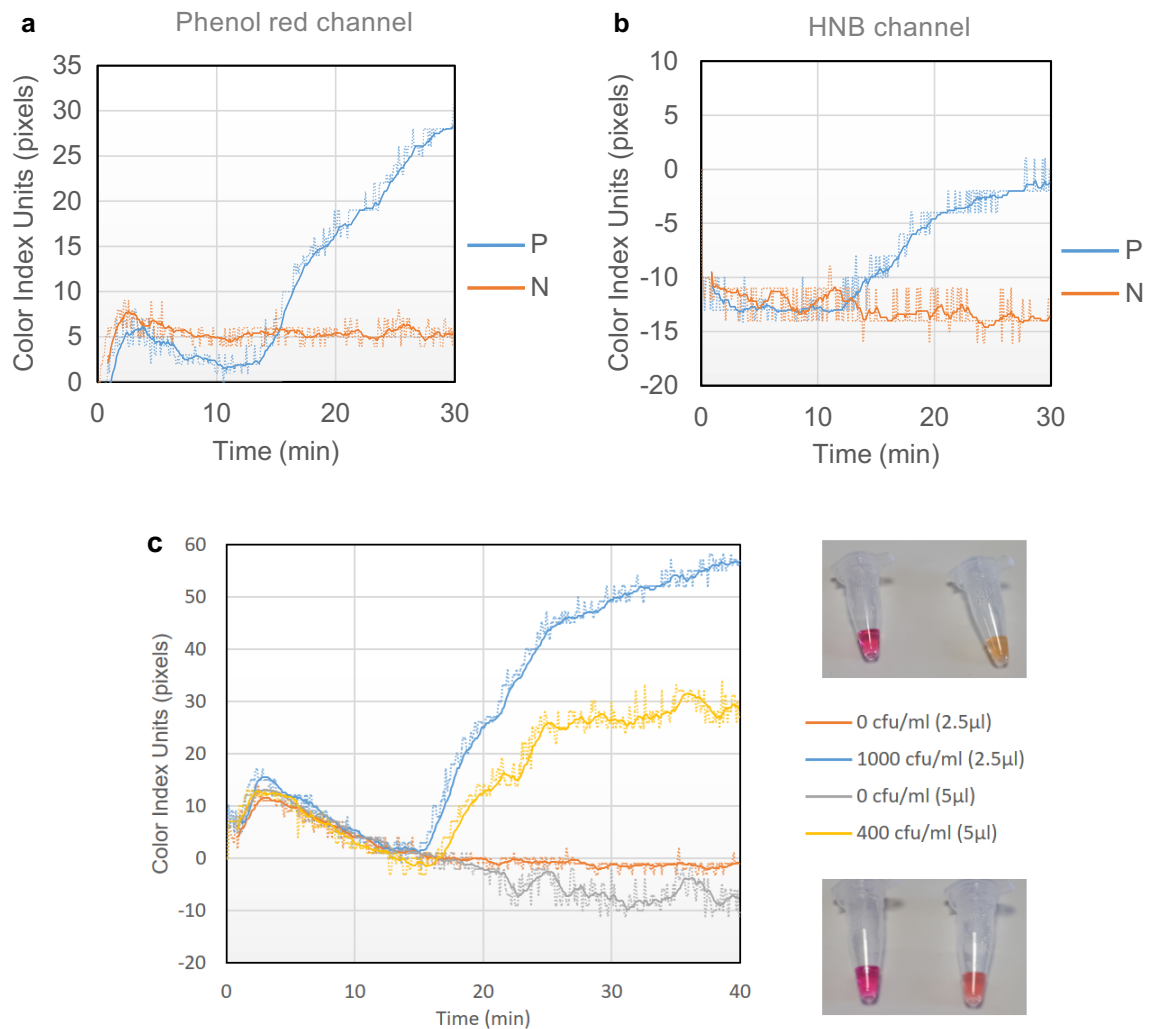 a
Phenol red channel
35
30
25
20
15
10
5
0
Color Index Units (pixels)
0 10 20 30
Time (min)
P
N
b
HNB channel
10
5
0
-5
-10
-15
-20
Color Index Units (pixels)
0 10 20 30
Time (min)
P
N
c
60
50
40
30
20
10
0
-10
-20
Color Index Units (pixels)
0 10 20 30 40
Time (min)
0 cfu/ml (2.5µl)
1000 cfu/ml (2.5µl)
0 cfu/ml (5µl)
400 cfu/ml (5µl)